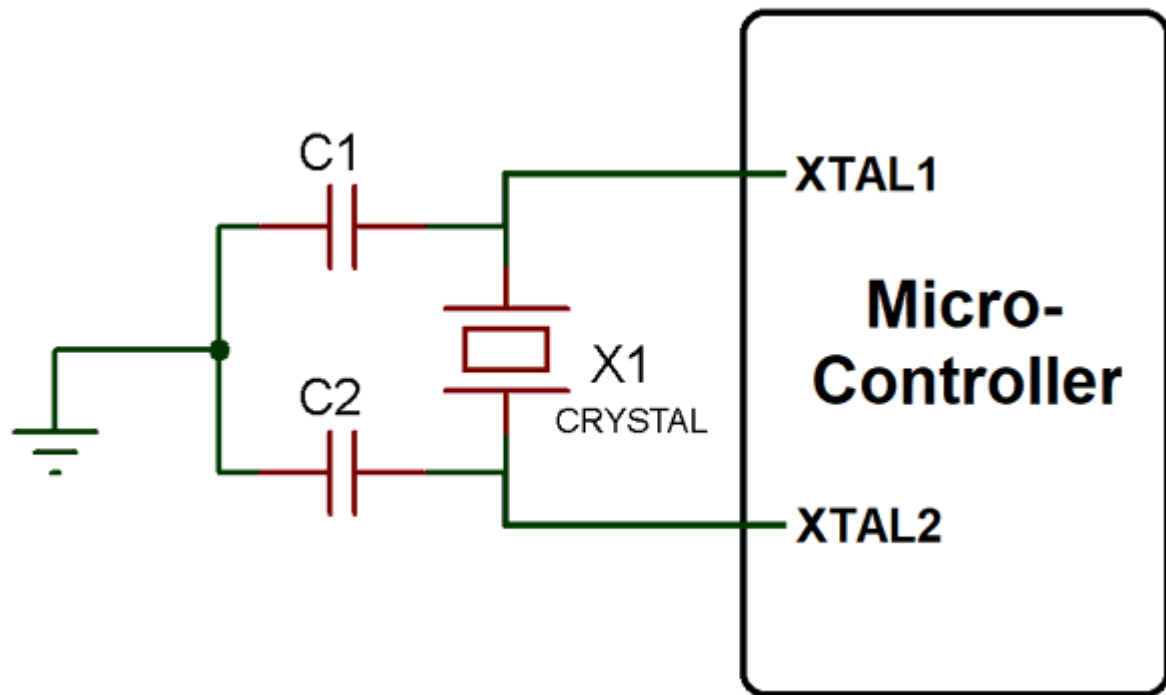 C1
XTAL1
Micro-
Controller
X1
CRYSTAL
C2
XTAL2